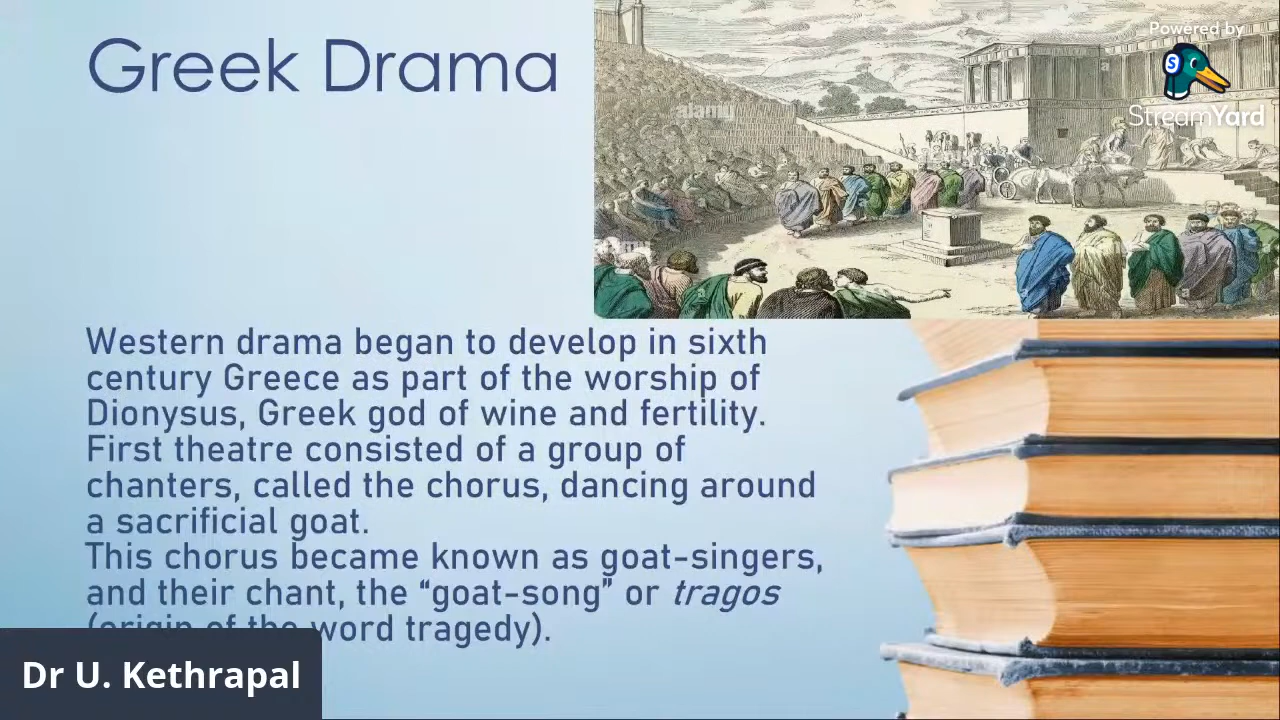 Greek Drama
Powered by
S
StreamYard
alamy
Western drama began to develop in sixth
century Greece as part of the worship of
Dionysus, Greek god of wine and fertility.
First theatre consisted of a group of
chanters, called the chorus, dancing around
a sacrificial goat.
This chorus became known as goat-singers,
and their chant, the “goat-song” or tragos
(origin of the word tragedy).
Dr U. Kethrapal